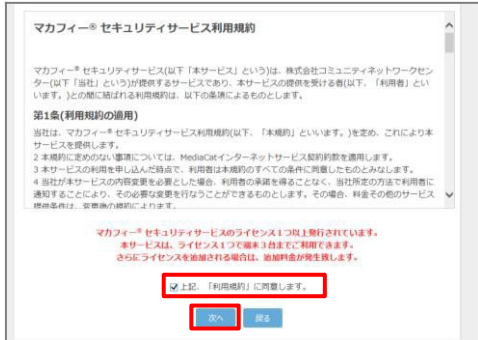 マカフィー® セキュリティサービス利用規約
マカフィー® セキュリティサービス(以下「本サービス」という)は、株式会社コミュニティネットワークセン
ター(以下「当社」という)が提供するサービスであり、本サービスの提供を受ける者(以下、「利用者」とい
います。)との間に結ばれる利用規約は、以下の条項によるものとします。
第1条(利用規約の適用)
当社は、マカフィー® セキュリティサービス利用規約(以下、「本規約」といいます。)を定め、これにより本
サービスを提供します。
2 本規約に定めのない事項については、MediaCatインターネットサービス契約約款を適用します。
3 本サービスの利用を申し込んだ時点で、利用者は本規約のすべての条件に同意したものとみなします。
4 当社が本サービスの内容変更を必要とした場合、利用者の承諾を得ることなく、当社所定の方法で利用者に
通知することにより、その必要な変更を行なうことができるものとします。その場合、料金その他のサービス
提供条件は、変更後の規約によります。
マカフィー® セキュリティサービスのライセンス1つ以上発行されています。
本サービスは、ライセンス1つで端末3台までご利用できます。
さらにライセンスを追加される場合は、追加料金が発生致します。
上記、「利用規約」に同意します。
次へ 戻る